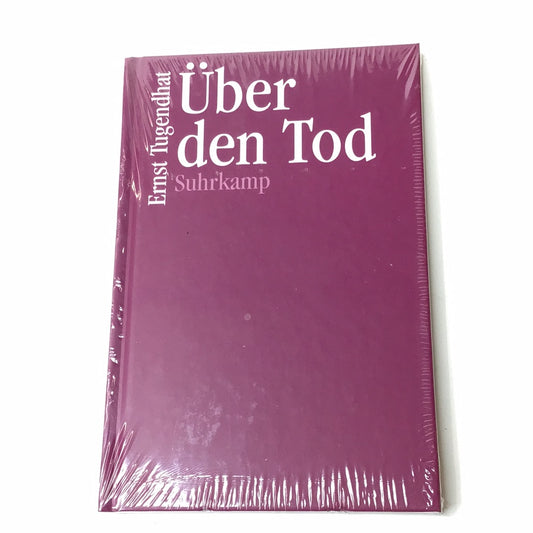 Ernst Tugendhat
Über
den Tod
Suhrkamp